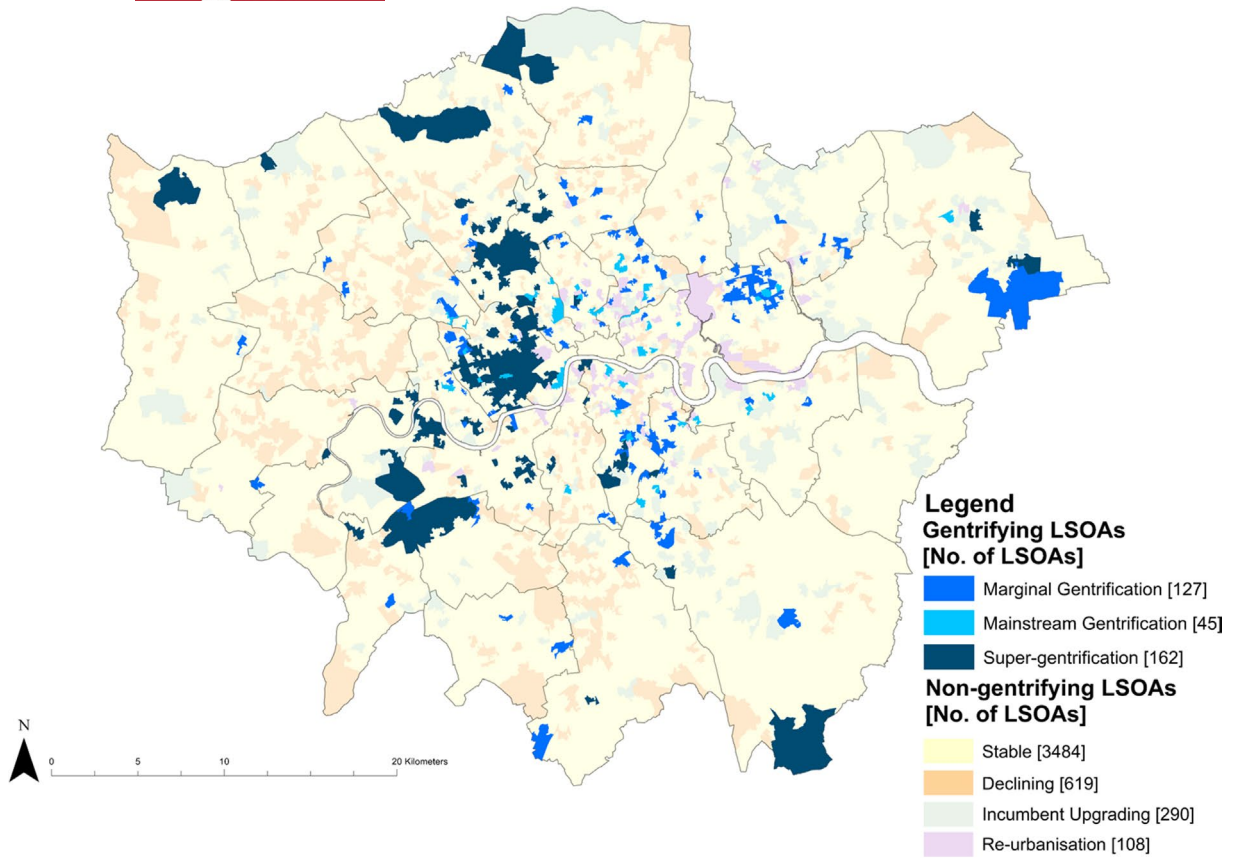 Legend
Gentrifying LSOAs
[No. of LSOAs]
Marginal Gentrification [127]
Mainstream Gentrification [45]
Super-gentrification [162]
Non-gentrifying LSOAs
[No. of LSOAs]
Stable [3484]
Declining [619]
Incumbent Upgrading [290]
Re-urbanisation [108]
N
0 5 10 20 Kilometers